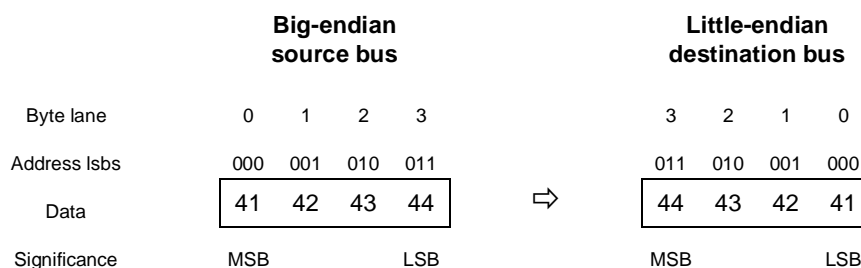 Big-endian Little-endian
source bus destination bus
Byte lane 0 1 2 3 3 2 1 0
Address lsbs 000 001 010 011 011 010 001 000
Data 41 42 43 44 ⇨ 44 43 42 41
Significance MSB LSB MSB LSB